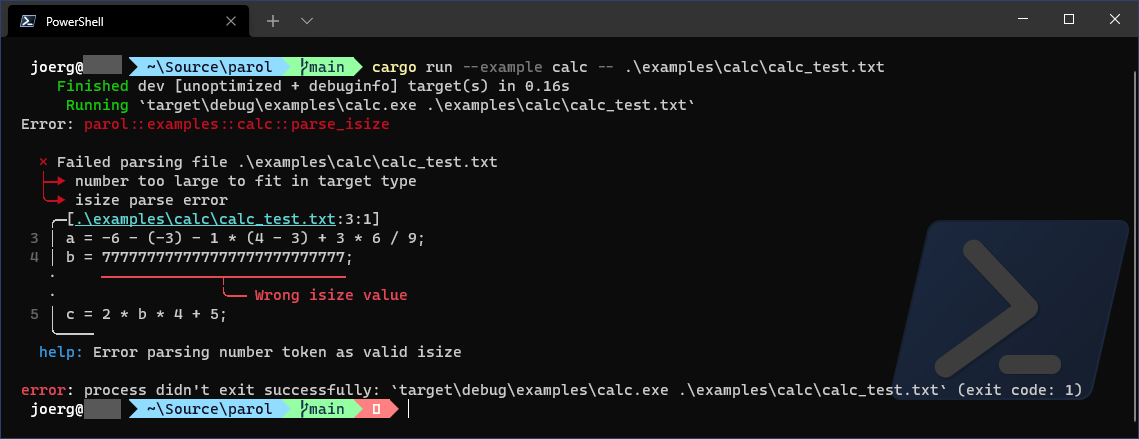 PowerShell
joerg@ ~\Source\parol main cargo run --example calc -- .\examples\calc\calc_test.txt
Finished dev [unoptimized + debuginfo] target(s) in 0.16s
Running `target\debug\examples\calc.exe .\examples\calc\calc_test.txt`
Error: parol::examples::calc::parse_isize
× Failed parsing file .\examples\calc\calc_test.txt
number too large to fit in target type
isize parse error
[.\examples\calc\calc_test.txt:3:1]
3 │ a = -6 - (-3) - 1 * (4 - 3) + 3 * 6 / 9;
4 │ b = 777777777777777777777777777;
Wrong isize value
5 │ c = 2 * b * 4 + 5;
help: Error parsing number token as valid isize
error: process didn't exit successfully: `target\debug\examples\calc.exe .\examples\calc\calc_test.txt` (exit code: 1)
joerg@ ~\Source\parol main